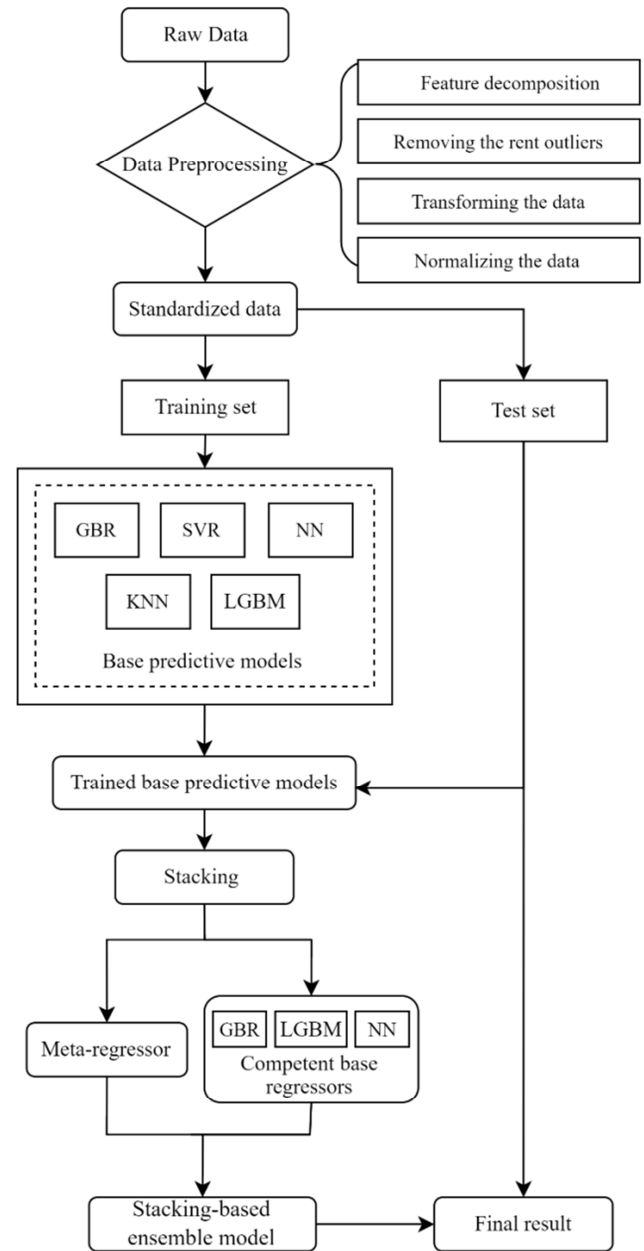 Raw Data
Feature decomposition
Removing the rent outliers
Data Preprocessing
Transforming the data
Normalizing the data
Standardized data
Training set
Test set
GBR
SVR
NN
KNN
LGBM
Base predictive models
Trained base predictive models
Stacking
Meta-regressor
GBR
LGBM
NN
Competent base
regressors
Stacking-based
ensemble model
Final result